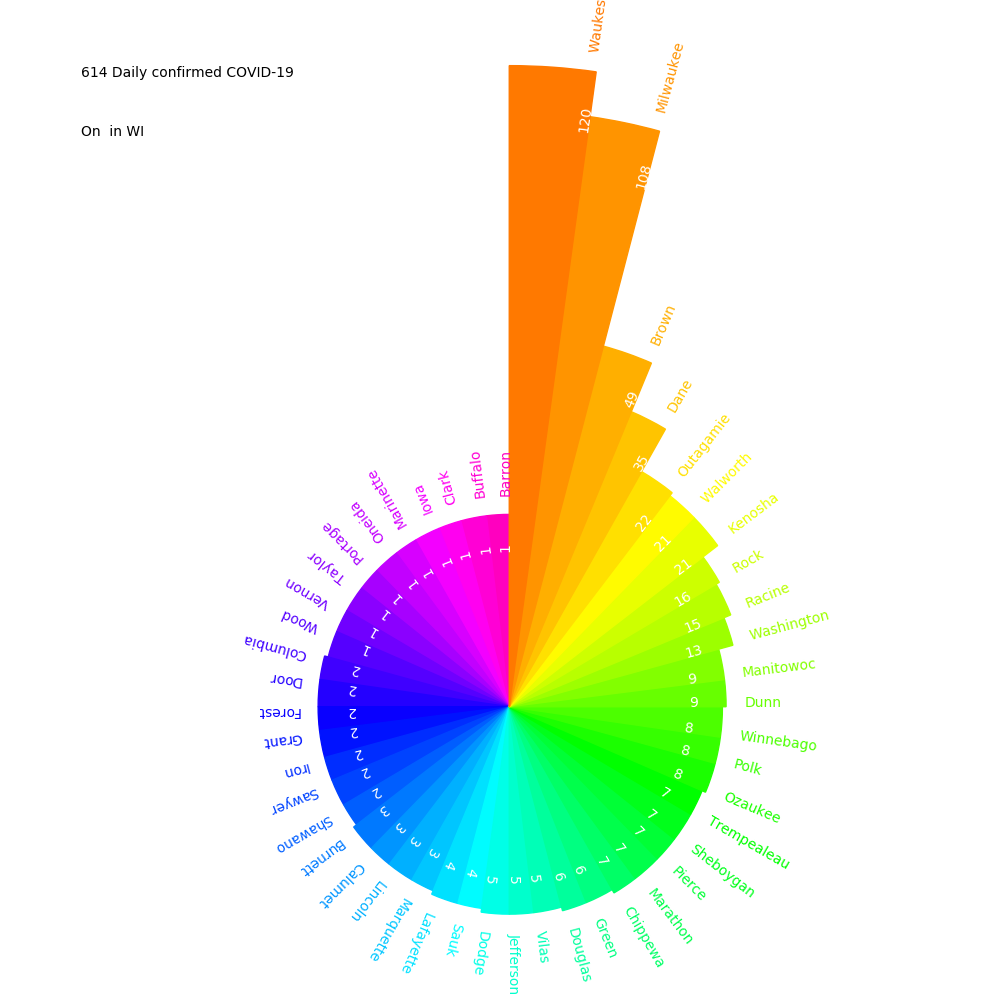 614 Daily confirmed COVID-19
On  in WI
Waukes
120
Milwaukee
108
Brown
49
Dane
35
Outagamie
22
Walworth
21
Kenosha
21
Rock
16
Racine
15
Washington
13
Manitowoc
9
Dunn
9
Winnebago
8
Polk
8
Ozaukee
8
Trempealeau
7
Sheboygan
7
Pierce
7
Marathon
7
Chippewa
7
Green
6
Douglas
6
Vilas
5
Jefferson
5
Dodge
5
Sauk
4
Lafayette
4
Marquette
3
Lincoln
3
Calumet
3
Burnett
3
Shawano
2
Sawyer
2
Iron
2
Grant
2
Forest
2
Door
2
Columbia
2
Wood
1
Vernon
1
Taylor
1
Portage
1
Oneida
1
Marinette
1
Iowa
1
Clark
1
Buffalo
1
Barron
1